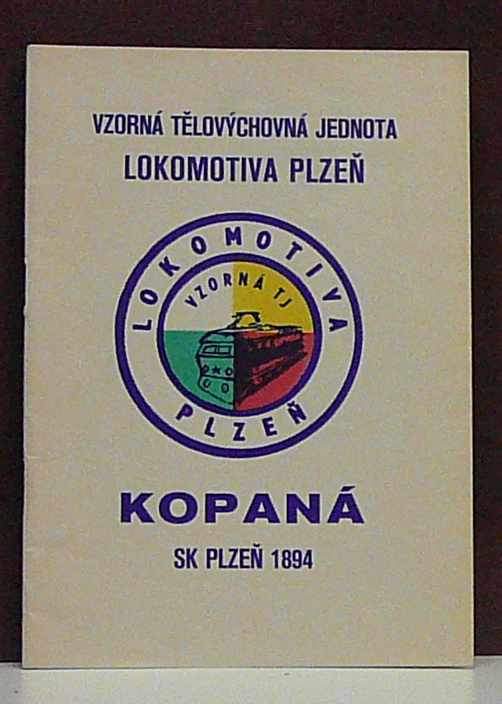 VZORNÁ TĚLOVÝCHOVNÁ JEDNOTA
LOKOMOTIVA PLZEŇ
LOKOMOTIVA
VZORNÁ TJ
PLZEŇ
KOPANÁ
SK PLZEŇ 1894